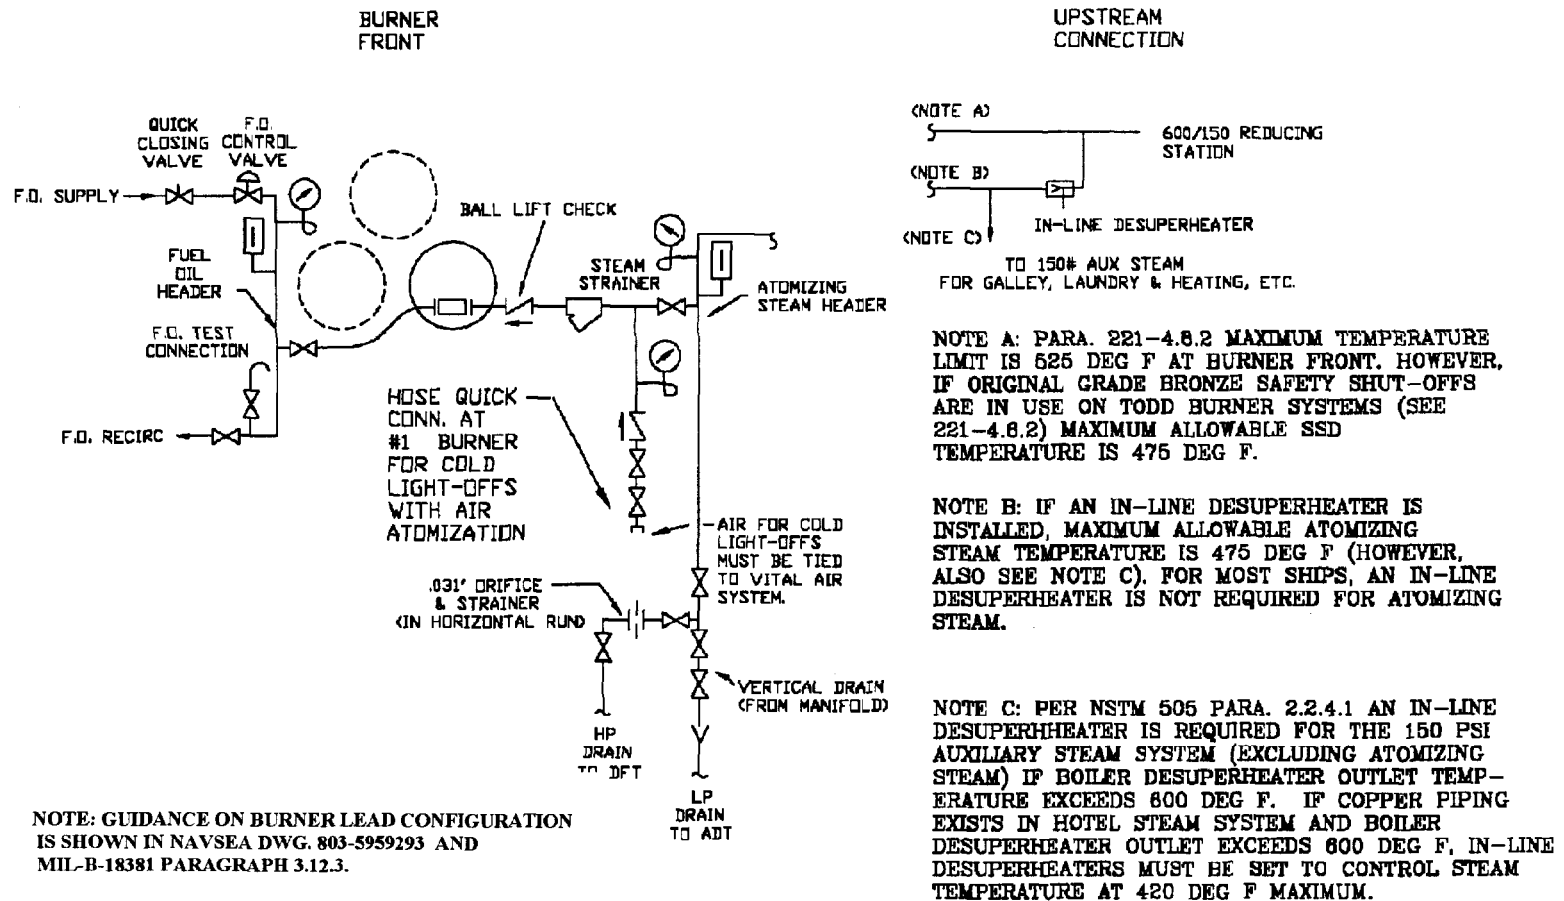 BURNER
FRONT
UPSTREAM
CONNECTION
QUICK
CLOSING
VALVE
F.O.
CONTROL
VALVE
F.O. SUPPLY
FUEL
OIL
HEADER
F.O. TEST
CONNECTION
F.O. RECIRC
BALL LIFT CHECK
STEAM
STRAINER
ATOMIZING
STEAM HEADER
HOSE QUICK
CONN. AT
#1 BURNER
FOR COLD
LIGHT-OFFS
WITH AIR
ATOMIZATION
AIR FOR COLD
LIGHT-OFFS
MUST BE TIED
TO VITAL AIR
SYSTEM.
.031' ORIFICE
& STRAINER
(IN HORIZONTAL RUN)
VERTICAL DRAIN
(FROM MANIFOLD)
HP
DRAIN
TO DFT
LP
DRAIN
TO ADT
NOTE: GUIDANCE ON BURNER LEAD CONFIGURATION
IS SHOWN IN NAVSEA DWG. 803-5959293 AND
MIL-B-18381 PARAGRAPH 3.12.3.
(NOTE A)
600/150 REDUCING
STATION
(NOTE B)
IN-LINE DESUPERHEATER
(NOTE C)
TO 150# AUX STEAM
FOR GALLEY, LAUNDRY & HEATING, ETC.
NOTE A: PARA. 221-4.6.2 MAXIMUM TEMPERATURE
LIMIT IS 525 DEG F AT BURNER FRONT. HOWEVER,
IF ORIGINAL GRADE BRONZE SAFETY SHUT-OFFS
ARE IN USE ON TODD BURNER SYSTEMS (SEE
221-4.6.2) MAXIMUM ALLOWABLE SSD
TEMPERATURE IS 475 DEG F.
NOTE B: IF AN IN-LINE DESUPERHEATER IS
INSTALLED, MAXIMUM ALLOWABLE ATOMIZING
STEAM TEMPERATURE IS 475 DEG F (HOWEVER,
ALSO SEE NOTE C). FOR MOST SHIPS, AN IN-LINE
DESUPERHEATER IS NOT REQUIRED FOR ATOMIZING
STEAM.
NOTE C: PER NSTM 505 PARA. 2.2.4.1 AN IN-LINE
DESUPERHHEATER IS REQUIRED FOR THE 150 PSI
AUXILIARY STEAM SYSTEM (EXCLUDING ATOMIZING
STEAM) IF BOILER DESUPERHEATER OUTLET TEMP-
ERATURE EXCEEDS 600 DEG F. IF COPPER PIPING
EXISTS IN HOTEL STEAM SYSTEM AND BOILER
DESUPERHEATER OUTLET EXCEEDS 600 DEG F, IN-LINE
DESUPERHEATERS MUST BE SET TO CONTROL STEAM
TEMPERATURE AT 420 DEG F MAXIMUM.